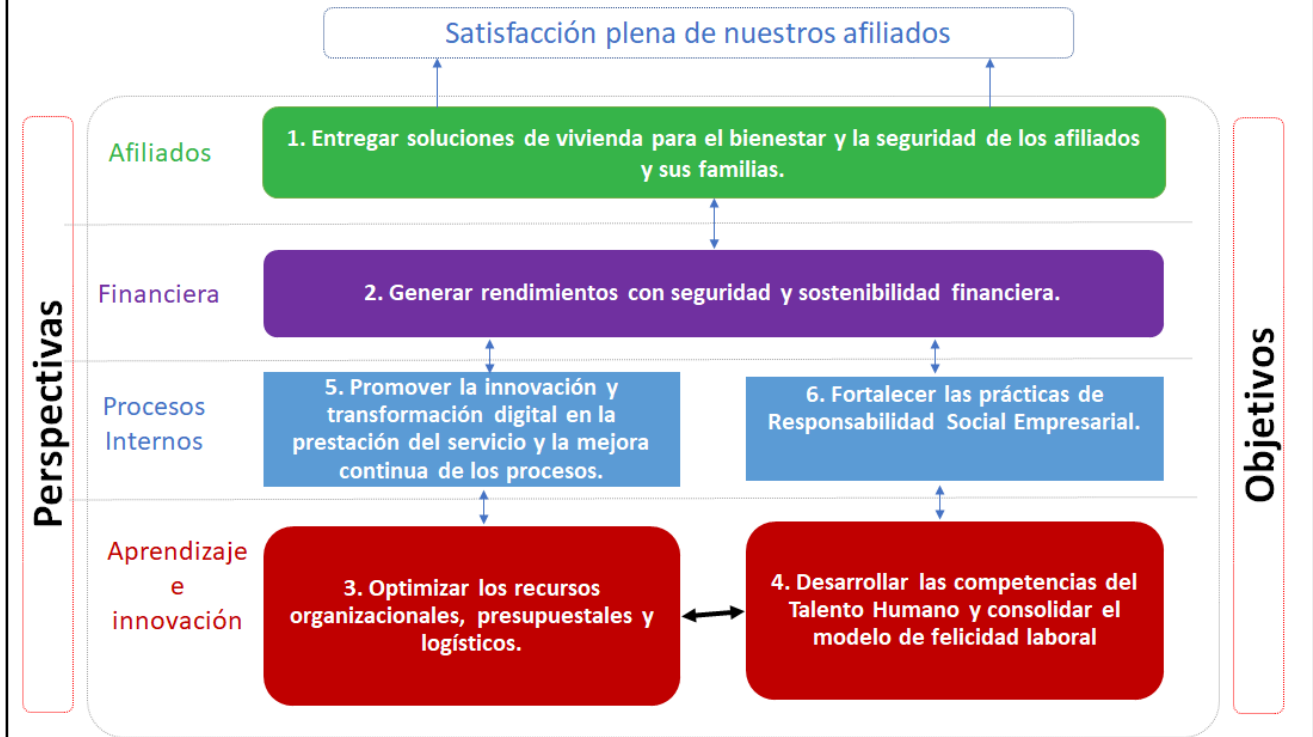 Satisfacción plena de nuestros afiliados
Perspectivas
Objetivos
Afiliados
1. Entregar soluciones de vivienda para el bienestar y la seguridad de los afiliados
y sus familias.
Financiera
2. Generar rendimientos con seguridad y sostenibilidad financiera.
Procesos
Internos
5. Promover la innovación y
transformación digital en la
prestación del servicio y la mejora
continua de los procesos.
6. Fortalecer las prácticas de
Responsabilidad Social Empresarial.
Aprendizaje
e
innovación
3. Optimizar los recursos
organizacionales, presupuestales y
logísticos.
4. Desarrollar las competencias del
Talento Humano y consolidar el
modelo de felicidad laboral